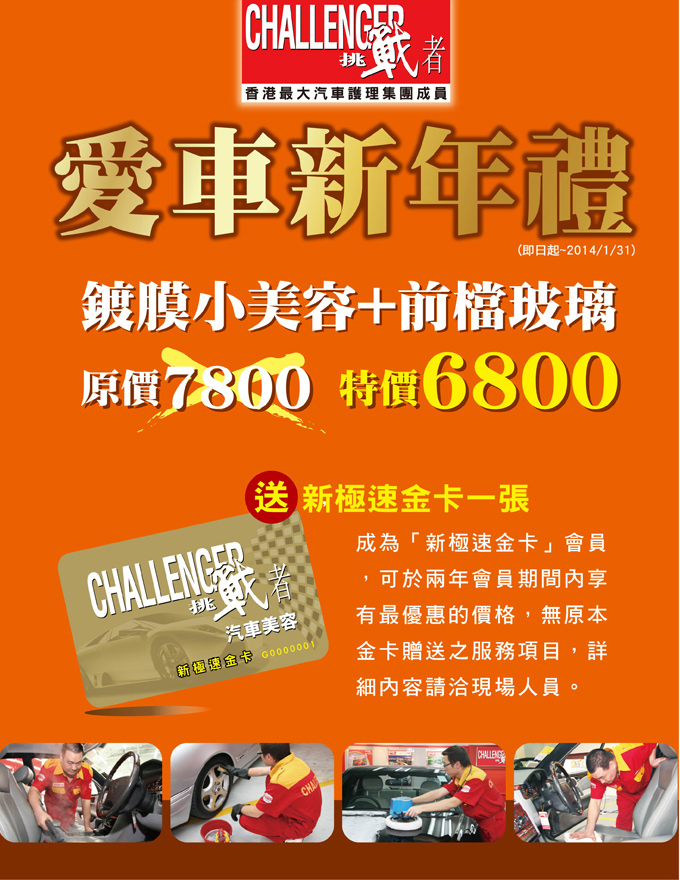 CHALLENGER
挑戰者
香港最大汽車護理集團成員
愛車新年禮
(即日起~2014/1/31)
鍍膜小美容+前檔玻璃
原價7800 特價6800
送 新極速金卡一張
成為「新極速金卡」會員
，可於兩年會員期間內享
有最優惠的價格，無原本
金卡贈送之服務項目，詳
細內容請洽現場人員。
CHALLENGER
挑戰者
汽車美容
新極速金卡 G0000001
CHALLENGE